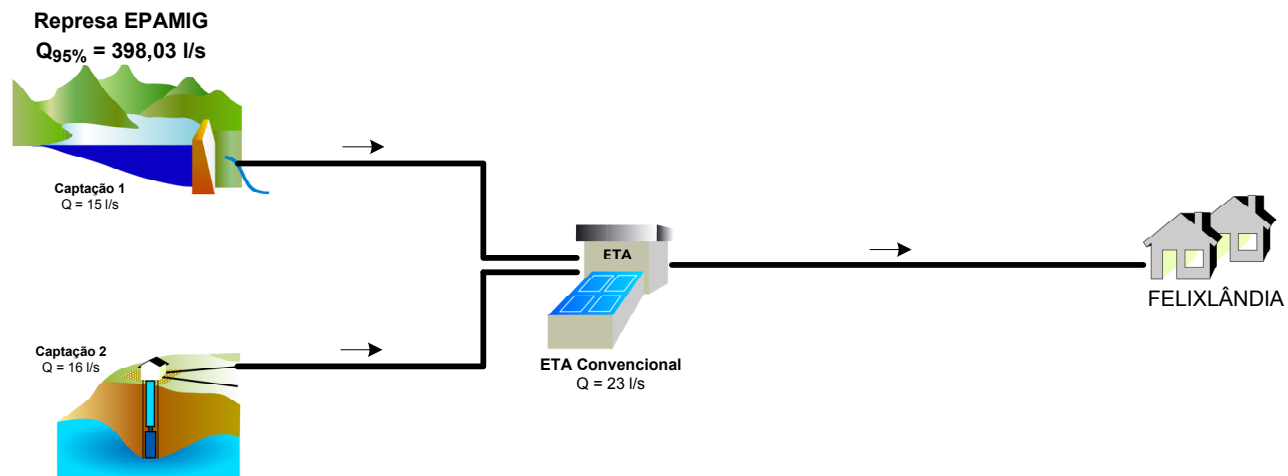 Represa EPAMIG
Q95% = 398,03 l/s
Captação 1
Q = 15 l/s
ETA
FELIXLÂNDIA
Captação 2
Q = 16 l/s
ETA Convencional
Q = 23 l/s